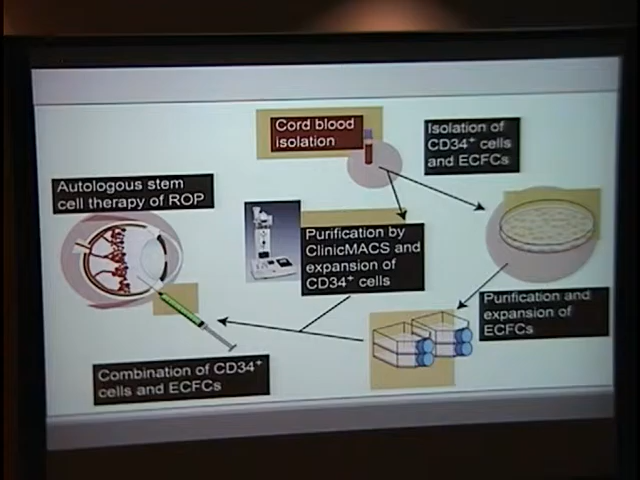 Cord blood
isolation
Isolation of
CD34+ cells
and ECFCs
Autologous stem
cell therapy of ROP
Purification by
ClinicMACS and
expansion of
CD34+ cells
Purification and
expansion of
ECFCs
Combination of CD34+
cells and ECFCs